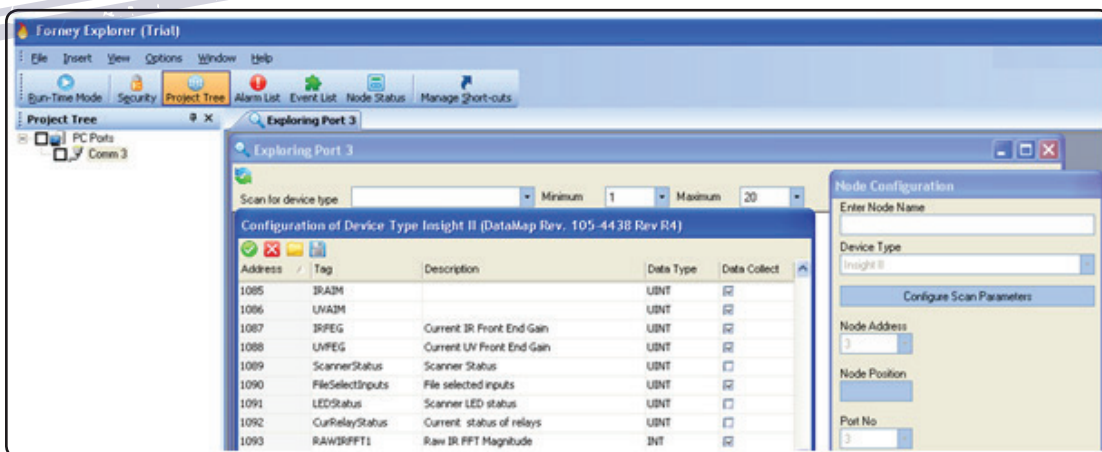 Forney Explorer (Trial)
File Insert View Options Window Help
Run-Time Mode Security Project Tree Alarm List Event List Node Status Manage Short-cuts
Project Tree
Exploring Port 3
PC Ports
Comm 3
Exploring Port 3
Scan for device type Minimum 1 Maximum 20
Configuration of Device Type Insight II (DataMap Rev. 105-4438 Rev R4)
Address Tag Description Data Type Data Collect
1085 IRAIM UINT
1086 UVAIM UINT
1087 IRFEG Current IR Front End Gain UINT
1088 UVFEG Current UV Front End Gain UINT
1089 ScannerStatus Scanner Status UINT
1090 FileSelectInputs File selected inputs UINT
1091 LEDStatus Scanner LED status UINT
1092 CurRelayStatus Current status of relays UINT
1093 RAWIRFFT1 Raw IR FFT Magnitude INT
Node Configuration
Enter Node Name
Device Type
Insight II
Configure Scan Parameters
Node Address
3
Node Position
Port No
3